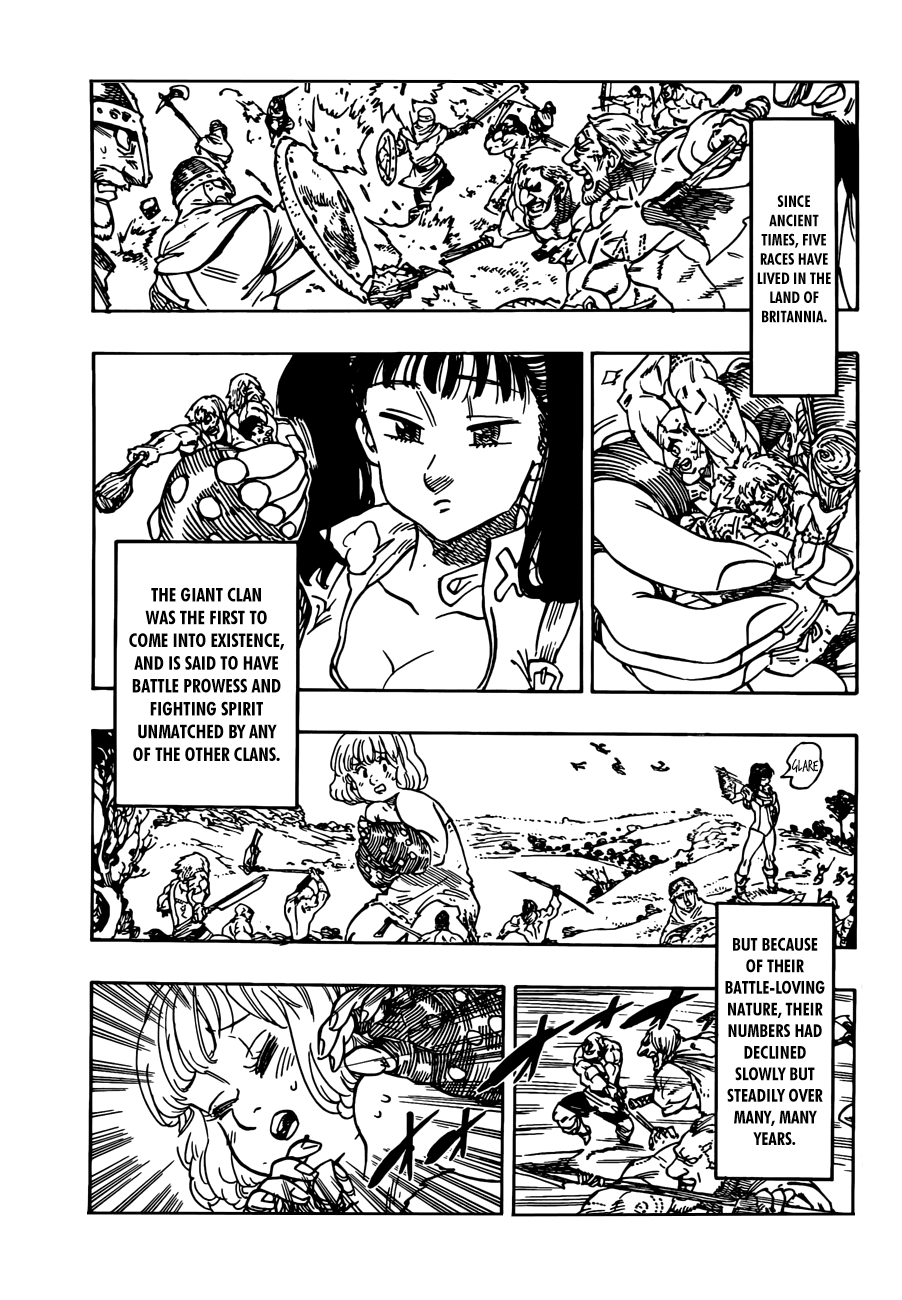 SINCE
ANCIENT
TIMES, FIVE
RACES HAVE
LIVED IN THE
LAND OF
BRITANNIA.
THE GIANT CLAN
WAS THE FIRST TO
COME INTO EXISTENCE,
AND IS SAID TO HAVE
BATTLE PROWESS AND
FIGHTING SPIRIT
UNMATCHED BY ANY
OF THE OTHER CLANS.
GLARE
BUT BECAUSE
OF THEIR
BATTLE-LOVING
NATURE, THEIR
NUMBERS HAD
DECLINED
SLOWLY BUT
STEADILY OVER
MANY, MANY
YEARS.